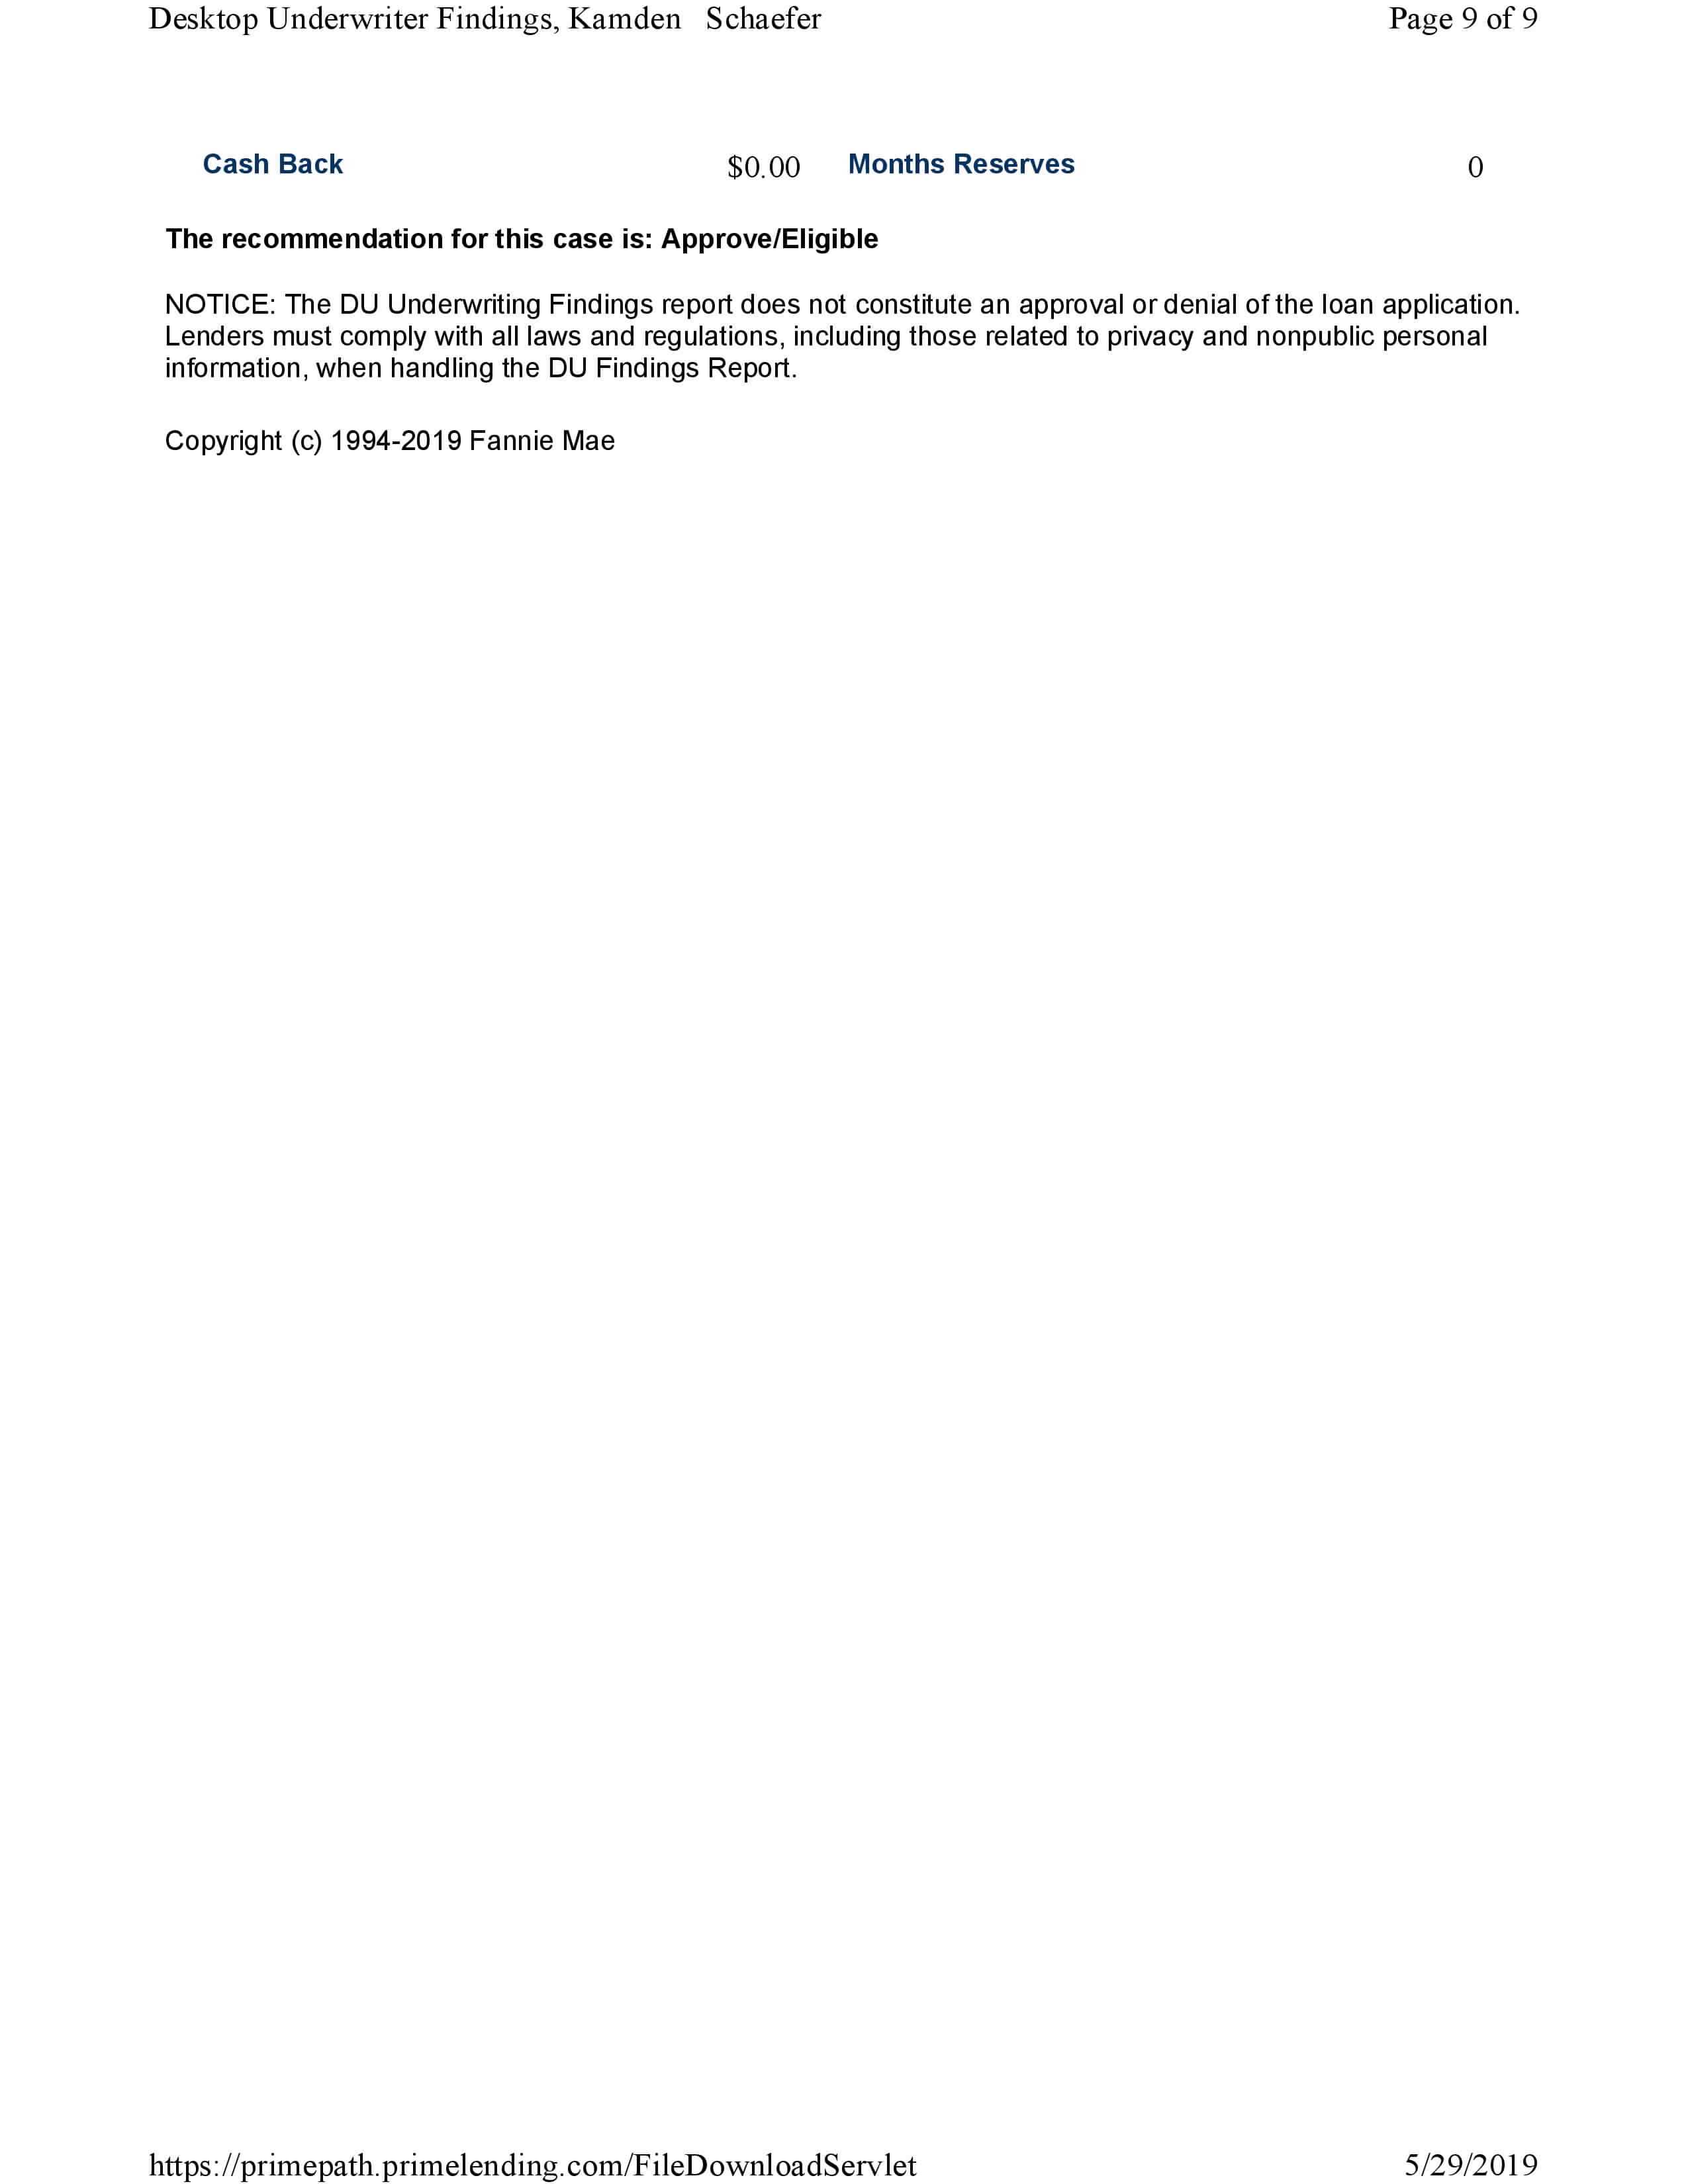 Desktop Underwriter Findings, Kamden Schaefer Page 9 of 9
Cash Back $0.00 Months Reserves 0
The recommendation for this case is: Approve/Eligible
NOTICE: The DU Underwriting Findings report does not constitute an approval or denial of the loan application.
Lenders must comply with all laws and regulations, including those related to privacy and nonpublic personal
information, when handling the DU Findings Report.
Copyright (c) 1994-2019 Fannie Mae
https://primepath.primelending.com/FileDownloadServlet 5/29/2019